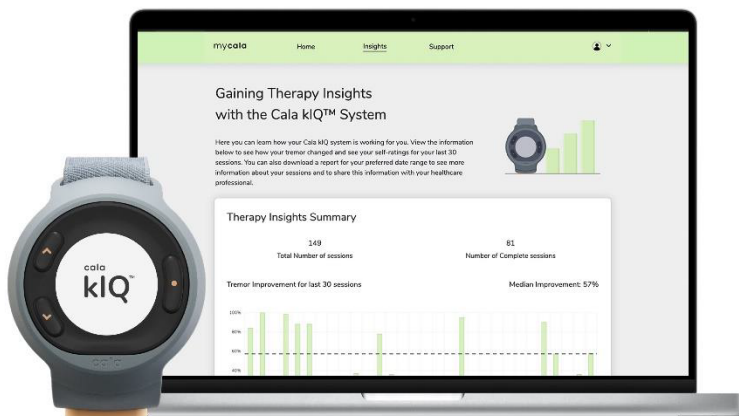 mycala
Home
Insights
Support
Gaining Therapy Insights
with the Cala kIQ™ System
Here you can learn how your Cala kIQ system is working for you. View the information
below to see how your tremor changed and see your self-ratings for your last 30
sessions. You can also download a report for your preferred date range to see more
information about your sessions and to share this information with your healthcare
professional.
Therapy Insights Summary
149
Total Number of sessions
81
Number of Complete sessions
Tremor Improvement for last 30 sessions
Median Improvement: 57%
100%
80%
60%
40%
cala
kIQ™
cala